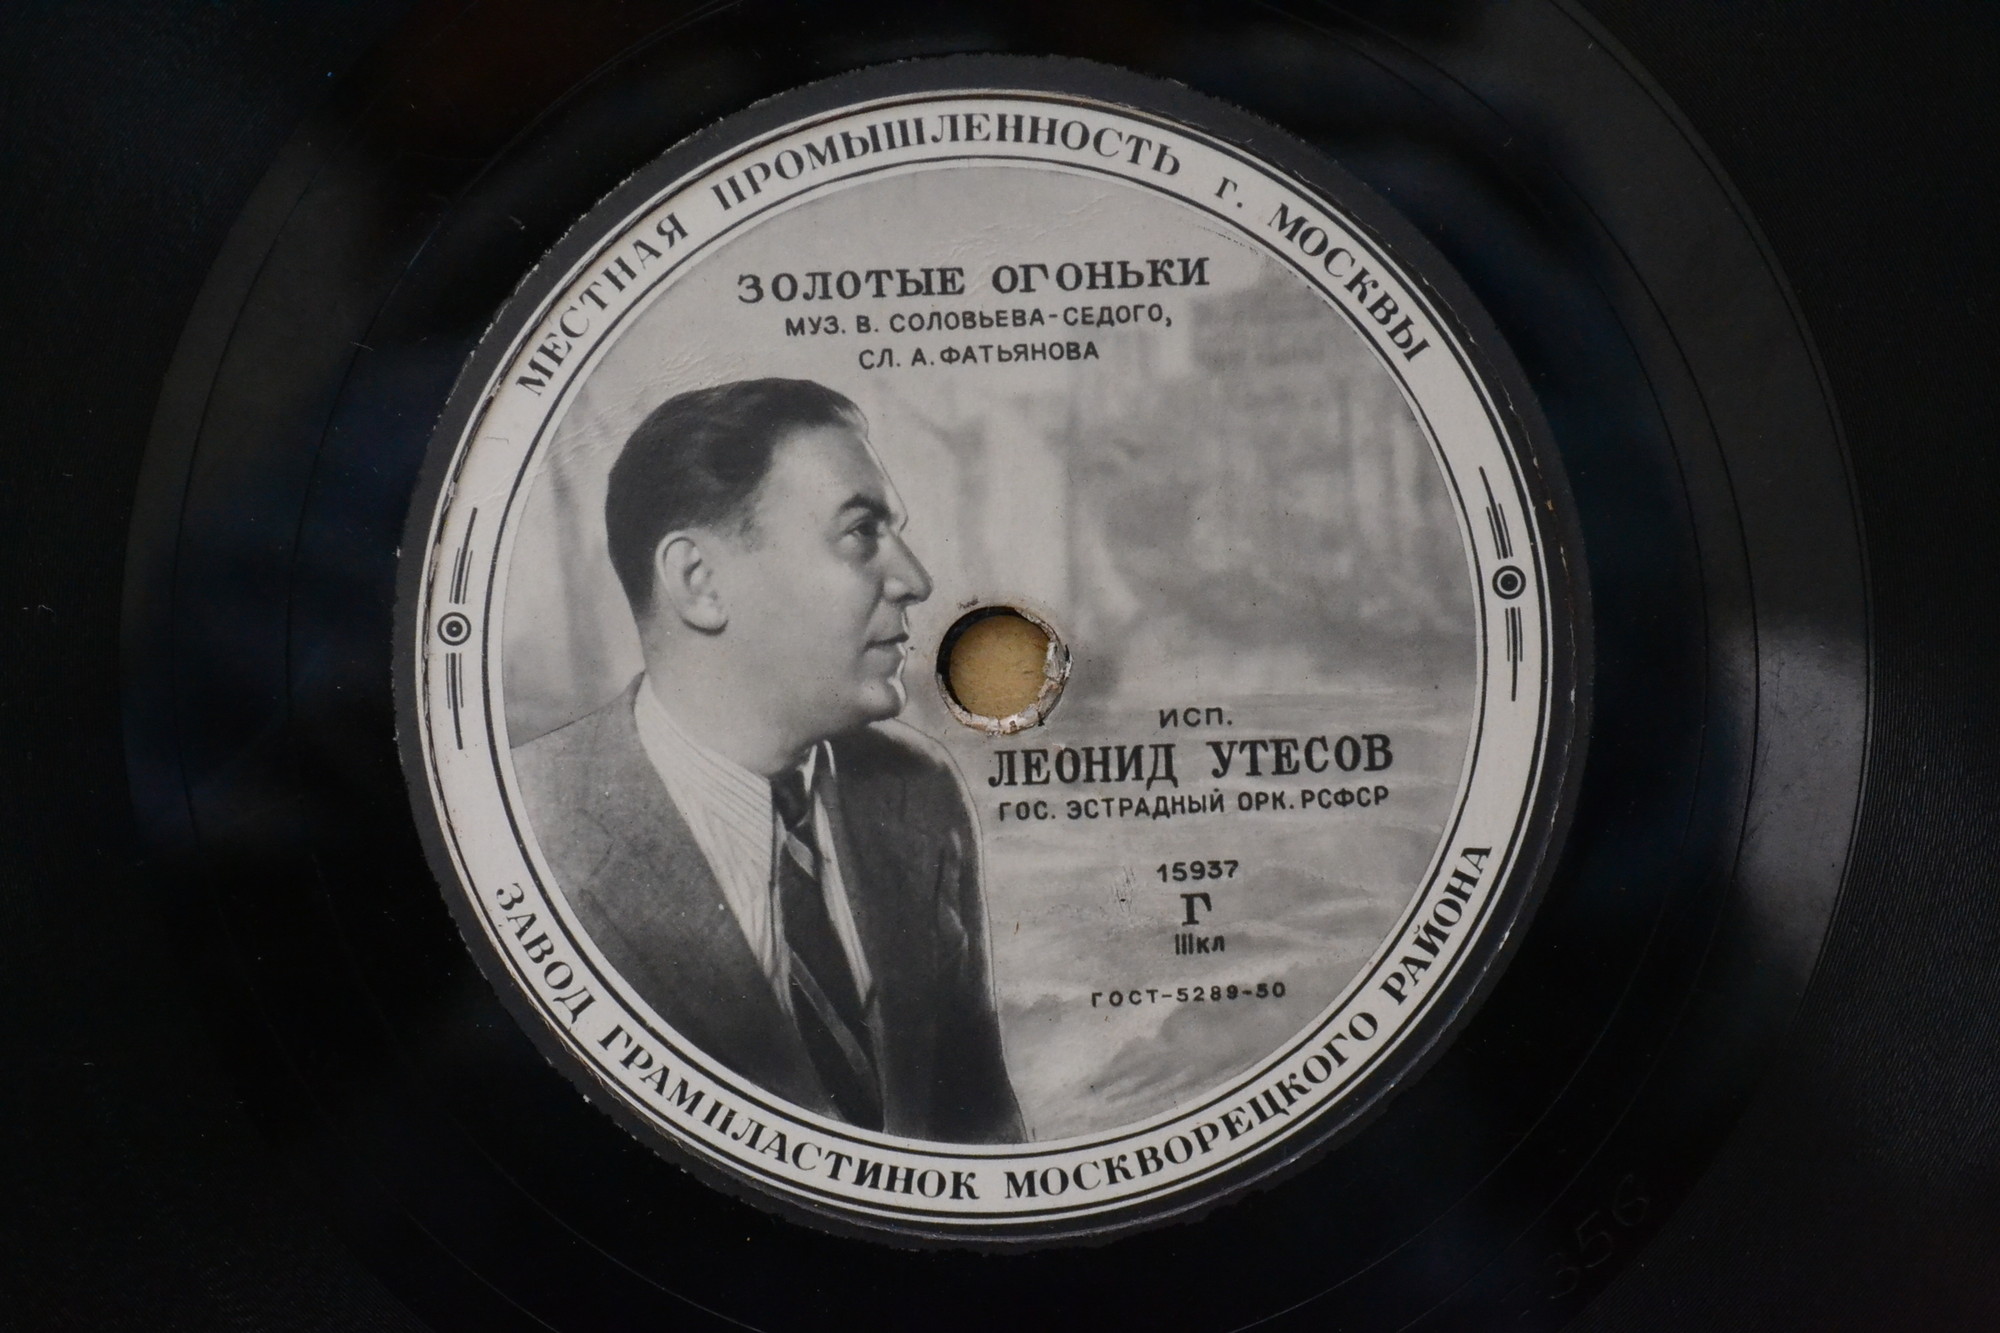 МЕСТНАЯ ПРОМЫШЛЕННОСТЬ г. МОСКВЫ
ЗОЛОТЫЕ ОГОНЬКИ
МУЗ. В. СОЛОВЬЕВА-СЕДОГО,
СЛ. А. ФАТЬЯНОВА
ИСП.
ЛЕОНИД УТЕСОВ
ГОС. ЭСТРАДНЫЙ ОРК. РСФСР
15937
Г
IIIкл
ГОСТ-5289-50
ЗАВОД ГРАМПЛАСТИНОК МОСКВОРЕЦКОГО РАЙОНА